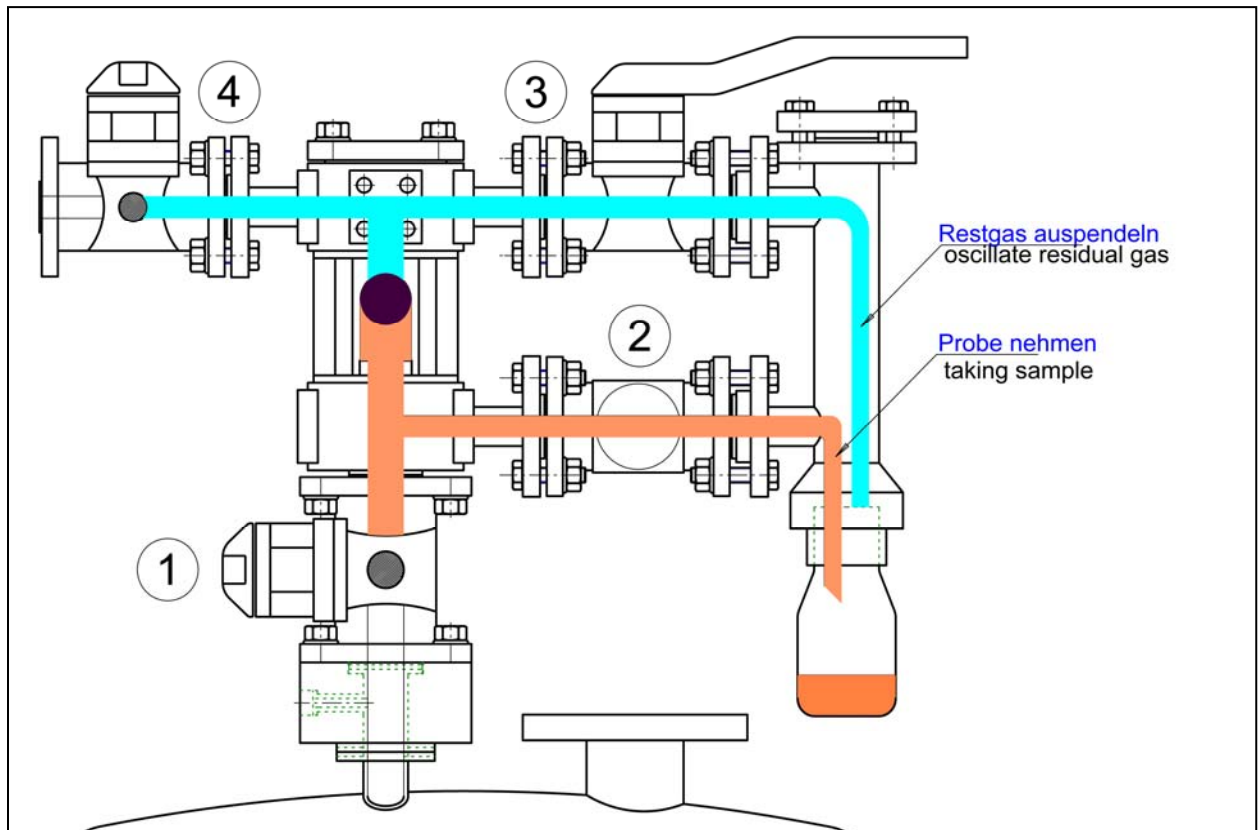 4
3
2
1
Restgas auspendeln
oscillate residual gas
Probe nehmen
taking sample